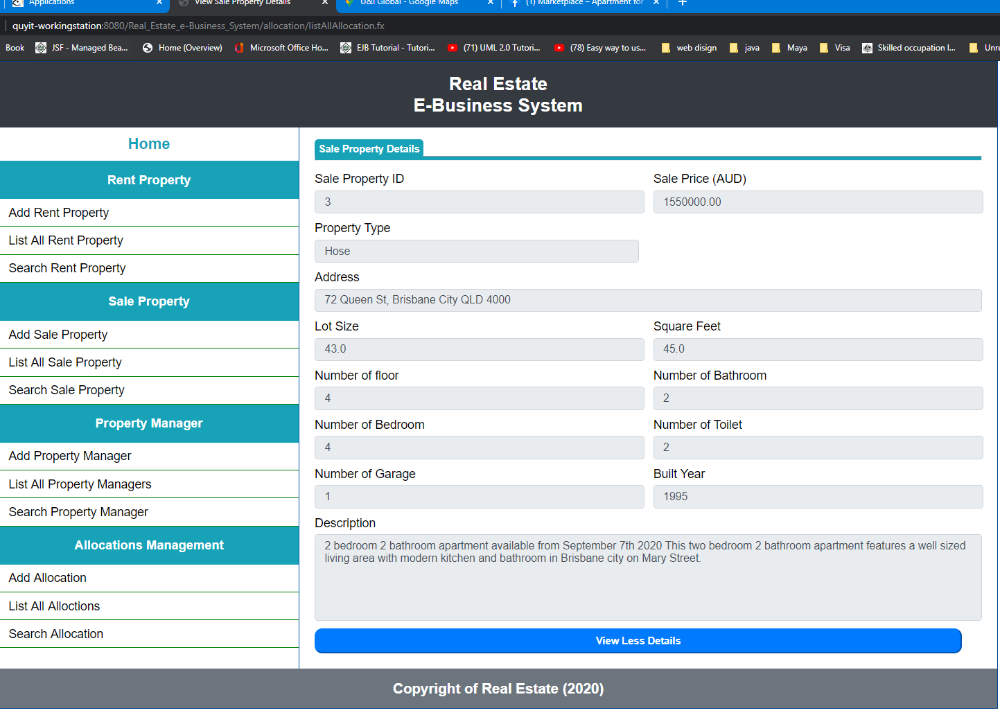 Applications
View Sale Property Details
U&I Global - Google Maps
(1) Marketplace – Apartment for
quyit-workingstation:8080/Real_Estate_e-Business_System/allocation/listAllAllocation.fx
Book JSF - Managed Bea... Home (Overview) Microsoft Office Ho... EJB Tutorial - Tutori... (71) UML 2.0 Tutori... (78) Easy way to us... web disign java Maya Visa Skilled occupation l... Unre
Real Estate
E-Business System
Home
Rent Property
Add Rent Property
List All Rent Property
Search Rent Property
Sale Property
Add Sale Property
List All Sale Property
Search Sale Property
Property Manager
Add Property Manager
List All Property Managers
Search Property Manager
Allocations Management
Add Allocation
List All Alloctions
Search Allocation
Sale Property Details
Sale Property ID
3
Sale Price (AUD)
1550000.00
Property Type
Hose
Address
72 Queen St, Brisbane City QLD 4000
Lot Size
43.0
Square Feet
45.0
Number of floor
4
Number of Bathroom
2
Number of Bedroom
4
Number of Toilet
2
Number of Garage
1
Built Year
1995
Description
2 bedroom 2 bathroom apartment available from September 7th 2020 This two bedroom 2 bathroom apartment features a well sized
living area with modern kitchen and bathroom in Brisbane city on Mary Street.
View Less Details
Copyright of Real Estate (2020)